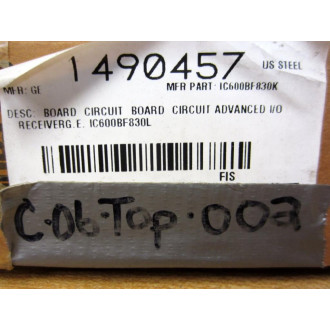 1490457 US STEEL
MFR: GE MFR PART: IC600BF830K
DESC: BOARD CIRCUIT BOARD CIRCUIT ADVANCED I/O
RECEIVERG.E. IC600BF830L
FIS
C-06-Top-002